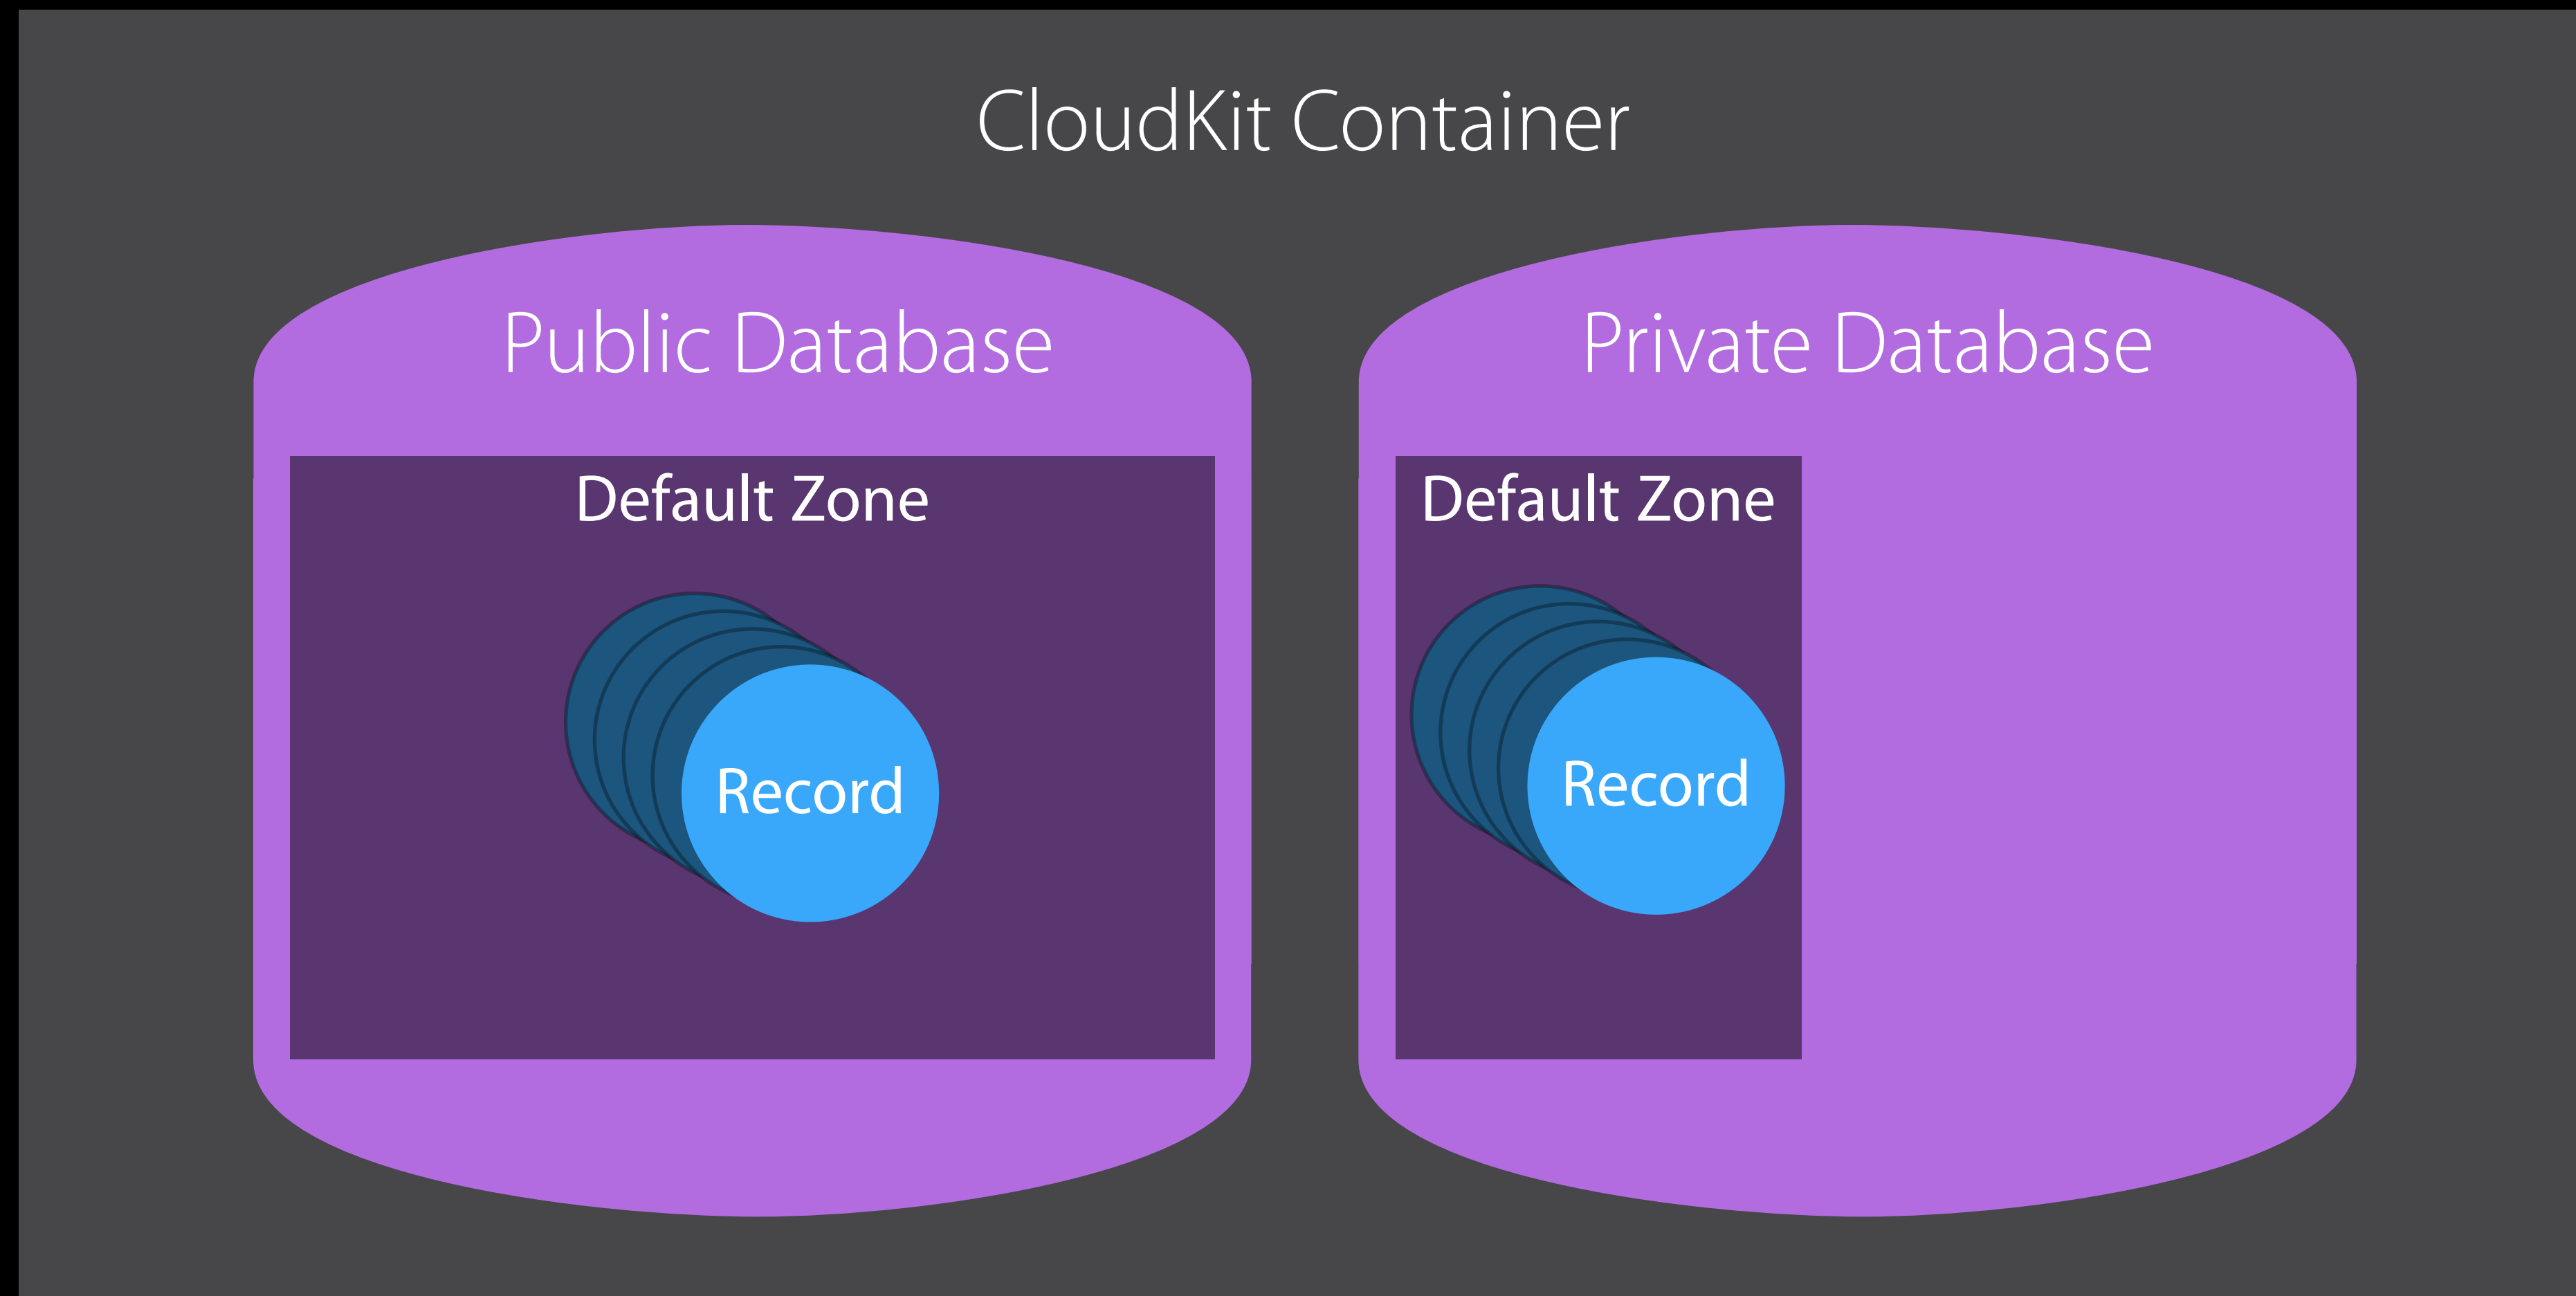 CloudKit Container
Public Database
Private Database
Default Zone
Default Zone
Record
Record